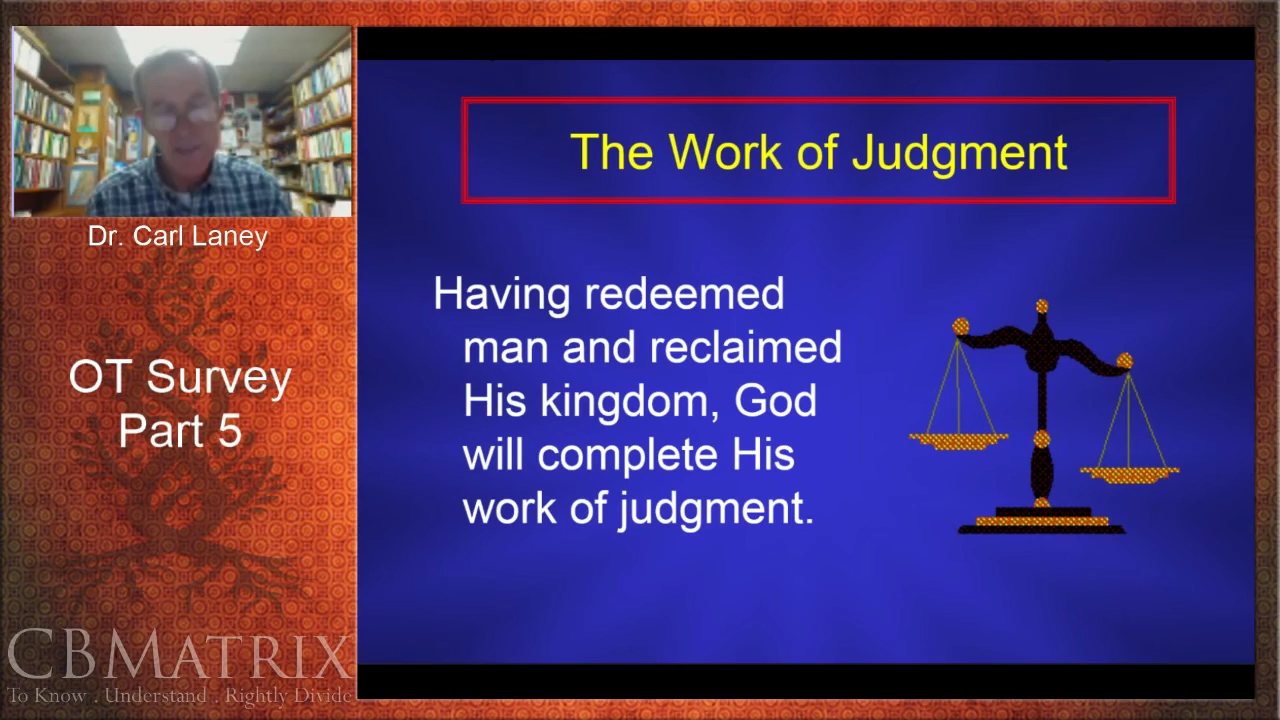 Dr. Carl Laney
OT Survey
Part 5
CBMATRIX
To Know . Understand . Rightly Divide
The Work of Judgment
Having redeemed
man and reclaimed
His kingdom, God
will complete His
work of judgment.